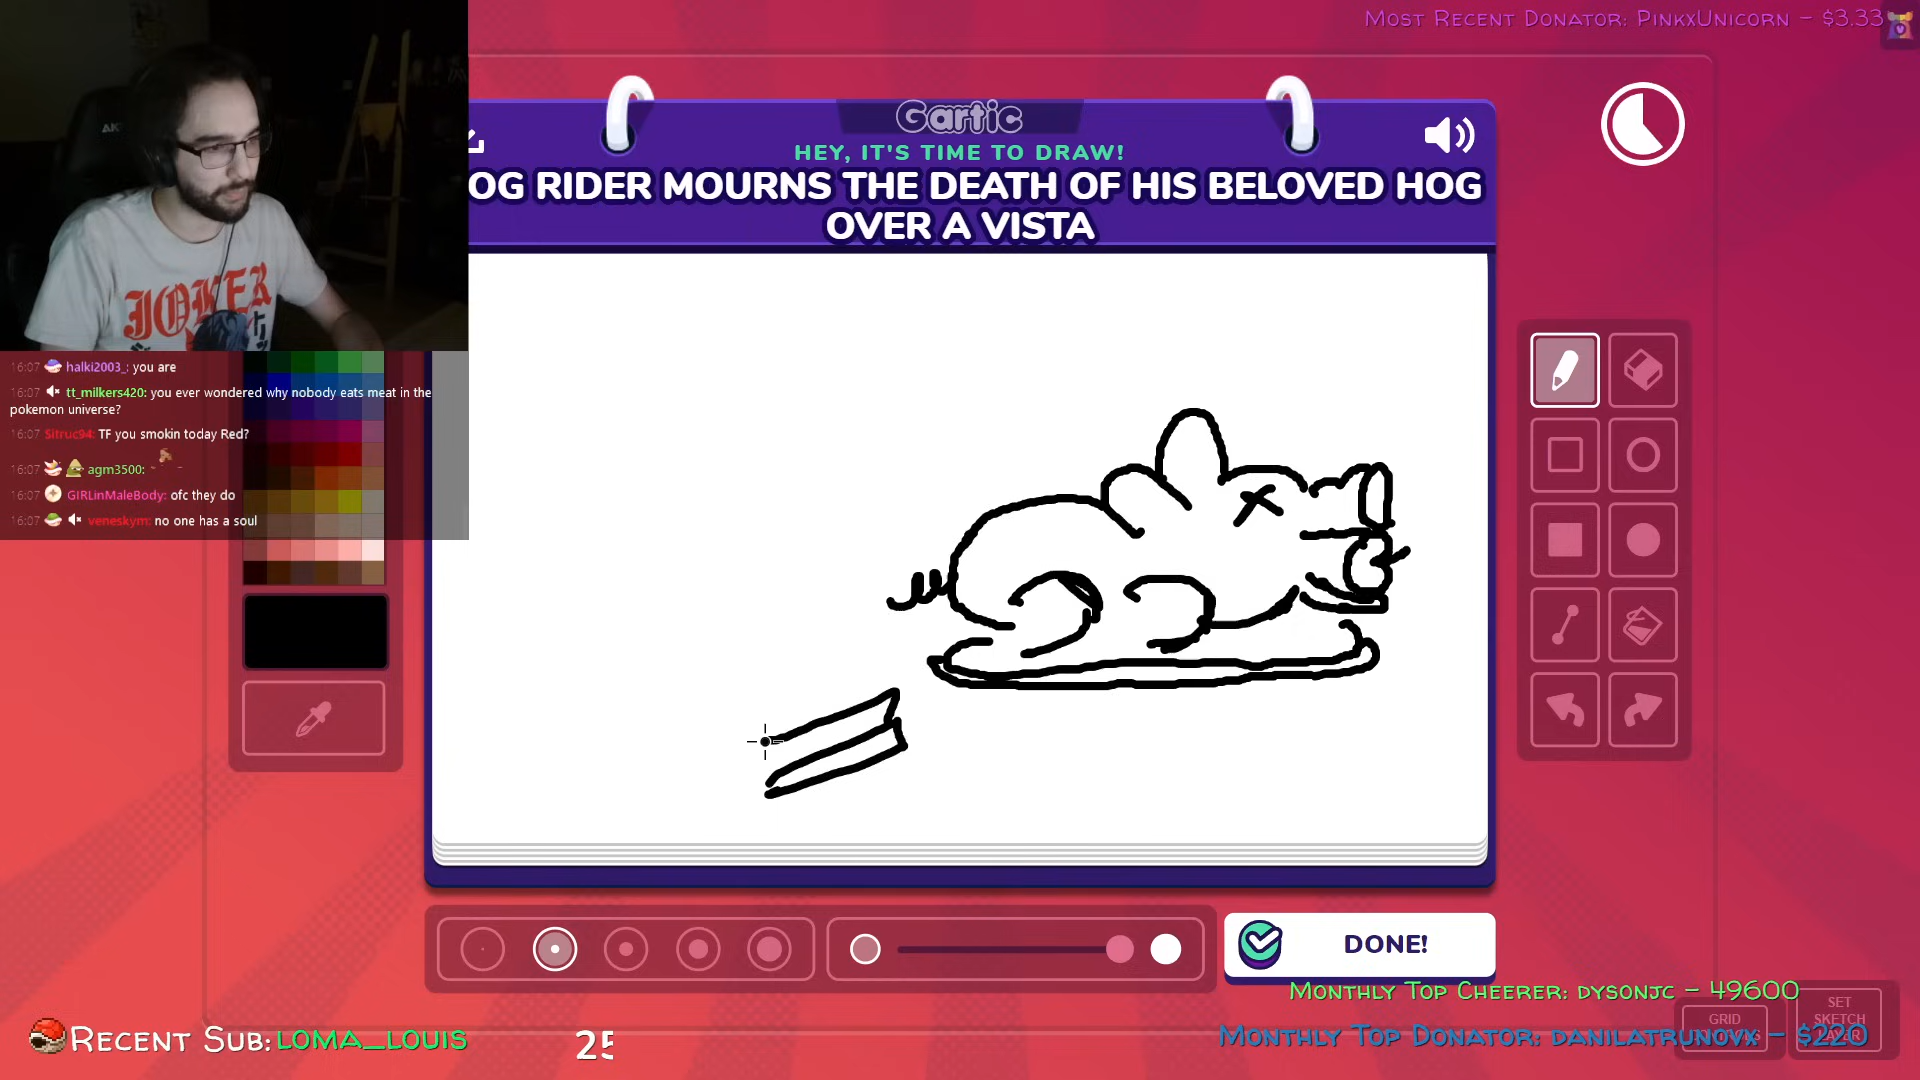 Most Recent Donator: PinkxUnicorn - $3.33
Gartic
HEY, IT'S TIME TO DRAW!
OG RIDER MOURNS THE DEATH OF HIS BELOVED HOG
OVER A VISTA
AK
JOKER
16:07 halki2003_: you are
16:07 tt_milkers420: you ever wondered why nobody eats meat in the
pokemon universe?
16:07 Sitruc94: TF you smokin today Red?
16:07 agm3500:
16:07 GIRLinMaleBody: ofc they do
16:07 veneskym: no one has a soul
DONE!
Monthly Top Cheerer: dysonjc - 49600
SET
SKETCH
GRID
Recent Sub: LOMA_LOUIS
25
Monthly Top Donator: danilatrunovx - $220